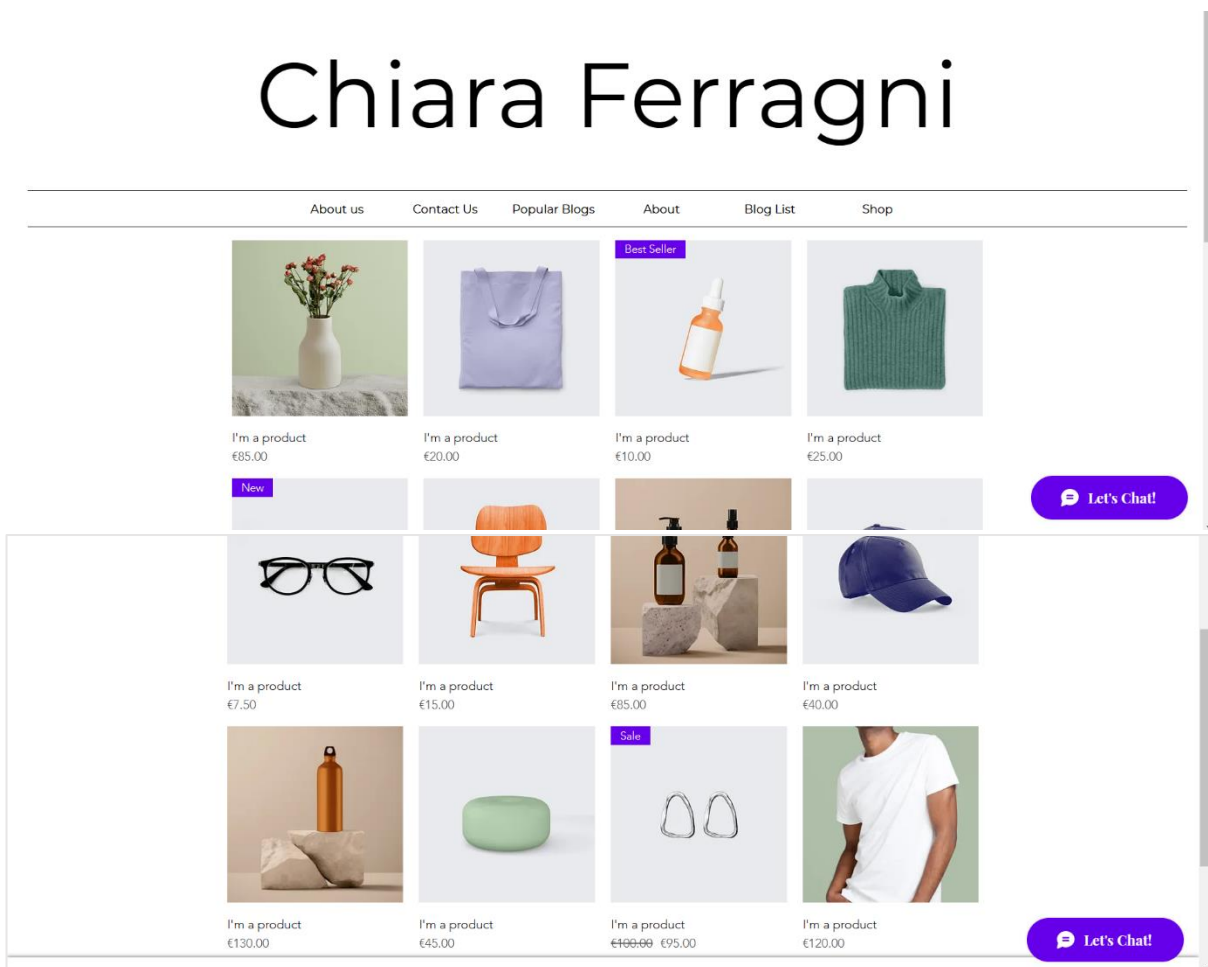 Chiara Ferragni
About us Contact Us Popular Blogs About Blog List Shop
Best Seller
I'm a product I'm a product I'm a product I'm a product
€85.00 €20.00 €10.00 €25.00
New
Let's Chat!
I'm a product I'm a product I'm a product I'm a product
€7.50 €15.00 €85.00 €40.00
Sale
I'm a product I'm a product I'm a product I'm a product
€130.00 €45.00 €100.00 €95.00 €120.00
Let's Chat!